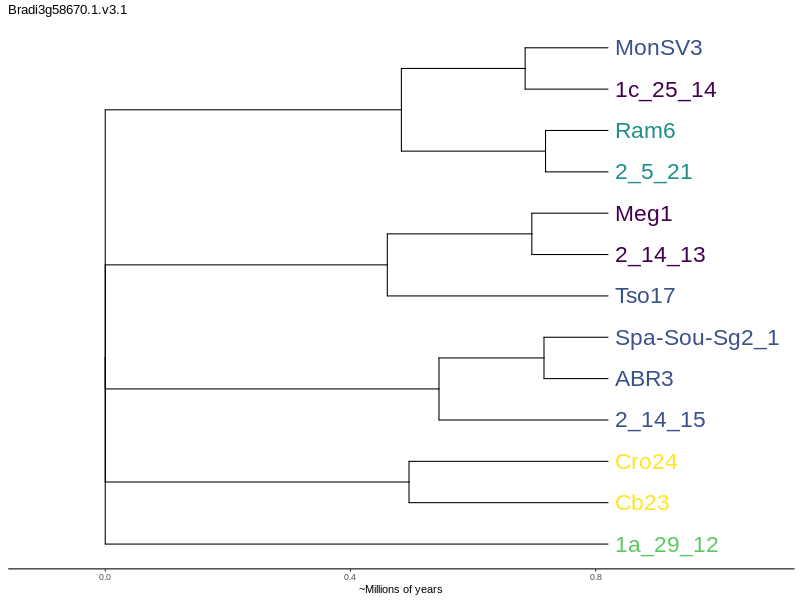 Bradi3g58670.1.v3.1
MonSV3
1c_25_14
Ram6
2_5_21
Meg1
2_14_13
Tso17
Spa-Sou-Sg2_1
ABR3
2_14_15
Cro24
Cb23
1a_29_12
0.0 0.4 0.8
~Millions of years